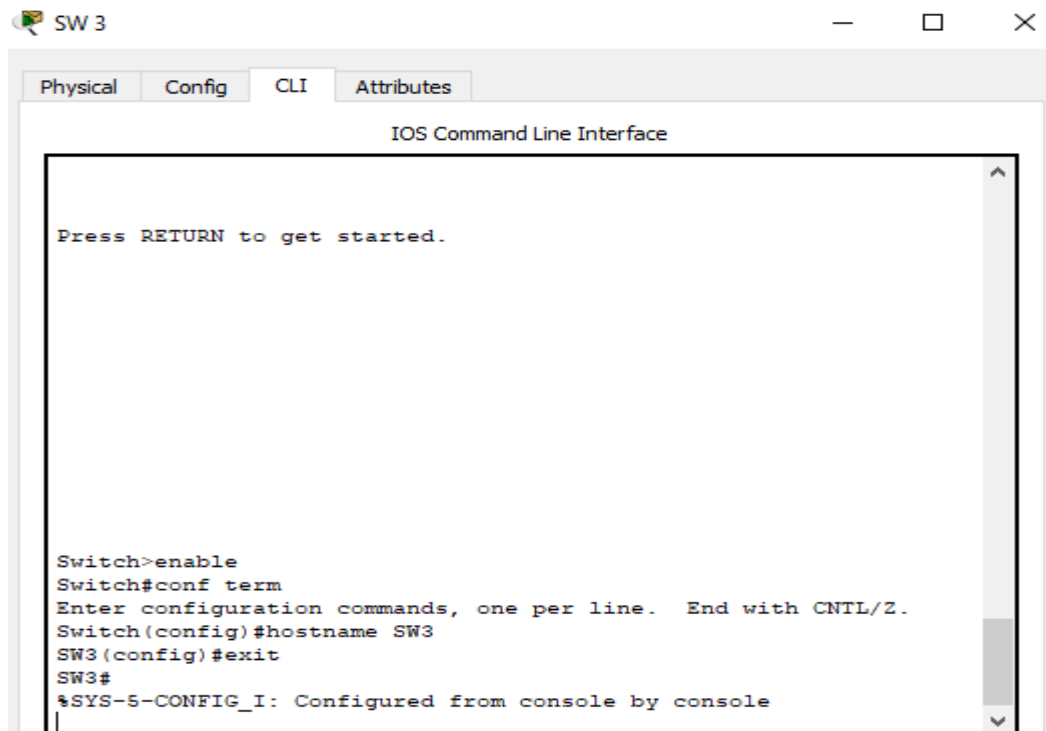 SW 3
Physical Config CLI Attributes
IOS Command Line Interface
Press RETURN to get started.
Switch>enable
Switch#conf term
Enter configuration commands, one per line.  End with CNTL/Z.
Switch(config)#hostname SW3
SW3(config)#exit
SW3#
%SYS-5-CONFIG_I: Configured from console by console